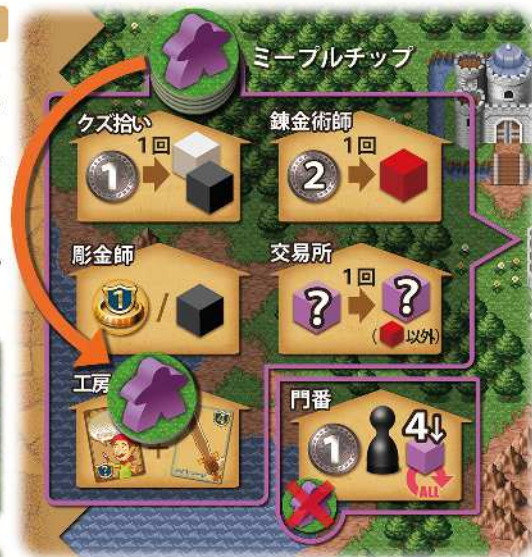 ミープルチップ
クズ拾い
1回
1
錬金術師
1回
2
彫金師
1
/
交易所
1回
?
?
(以外)
工房
?
+
4
門番
1
4↓
ALL